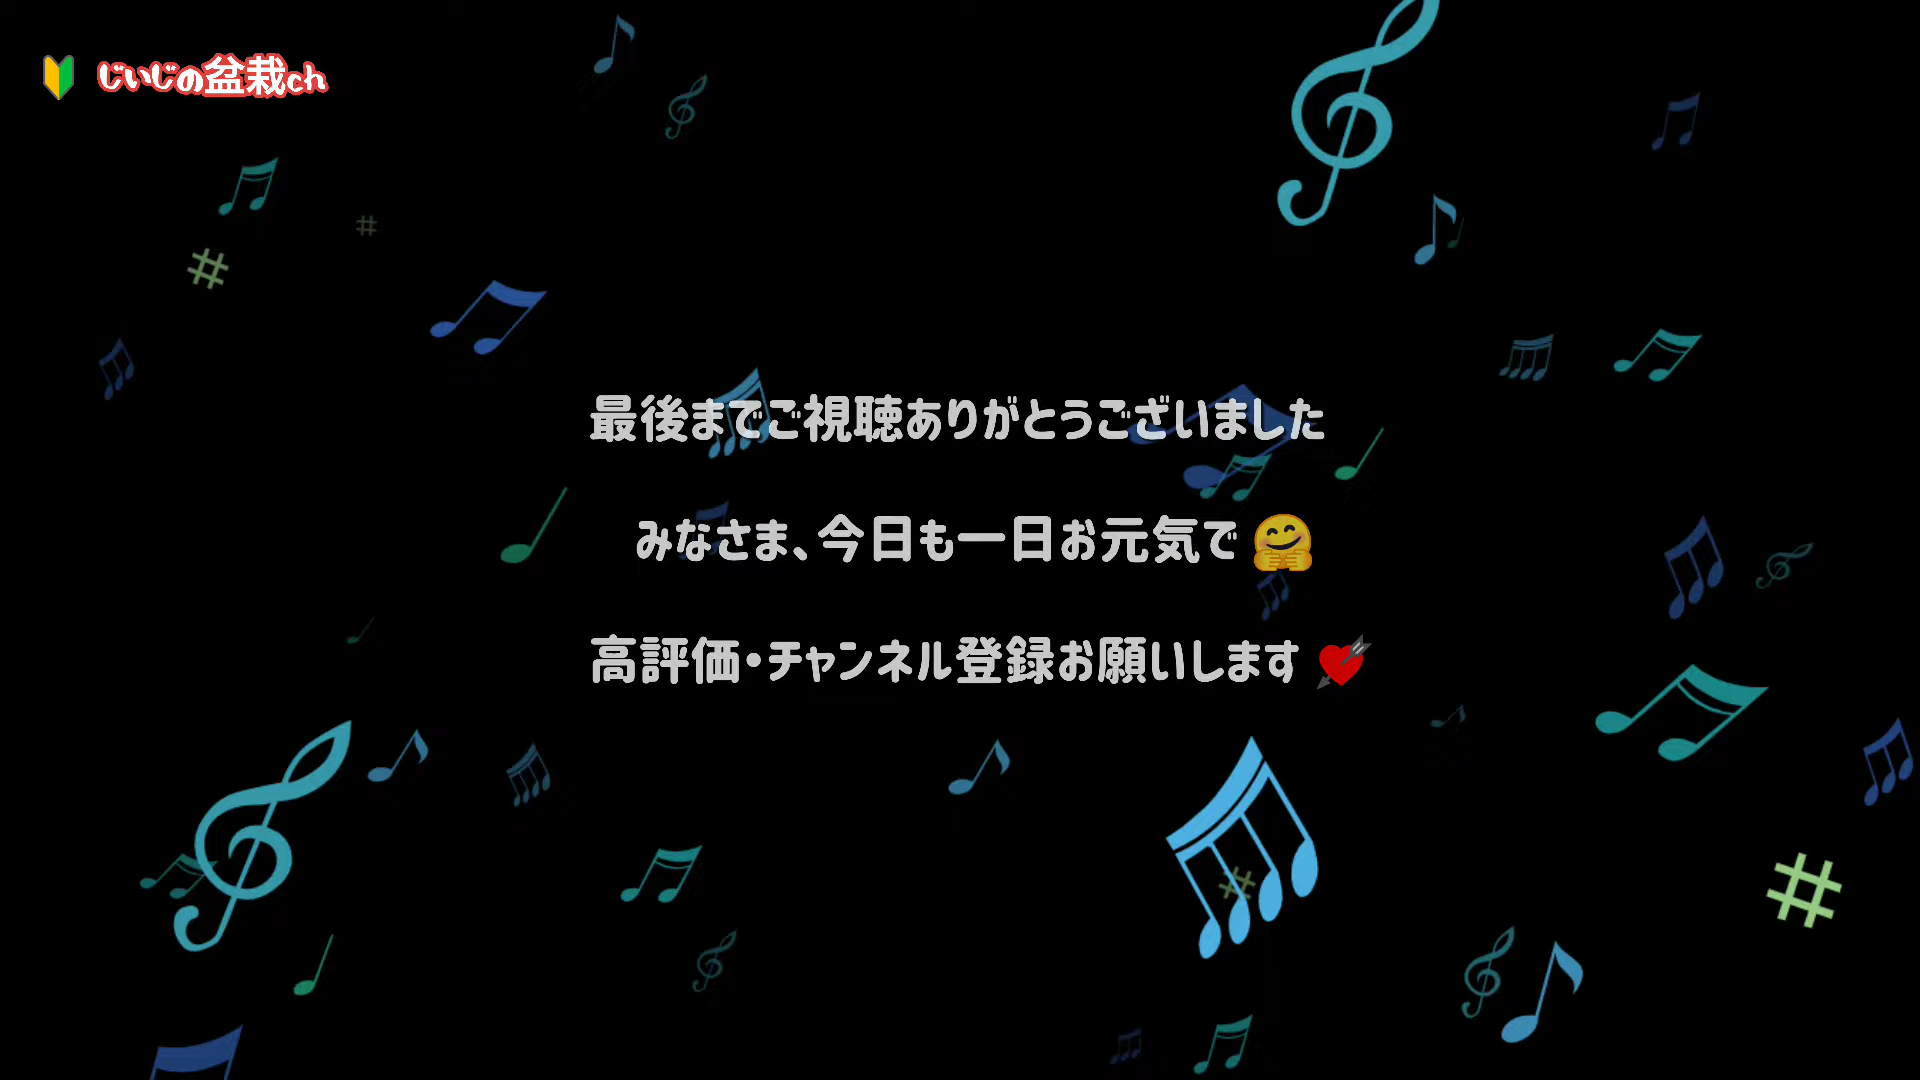 じいじの盆栽ch
最後までご視聴ありがとうございました
みなさま、今日も一日お元気で🤗
高評価・チャンネル登録お願いします💘